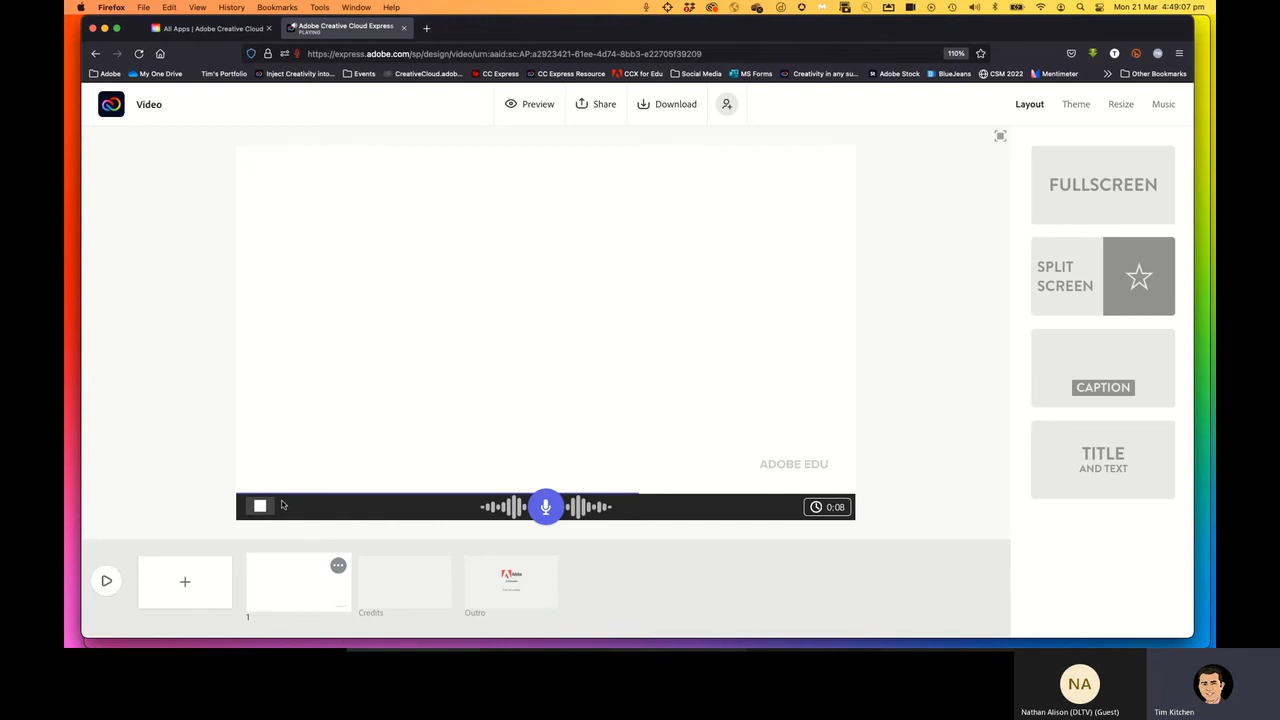 Firefox File Edit View History Bookmarks Tools Window Help
Mon 21 Mar 4:49:07 pm
All Apps | Adobe Creative Cloud
Adobe Creative Cloud Express
PLAYING
https://express.adobe.com/sp/design/video/urn:aaid:sc:AP:a2923421-61ee-4d74-8bb3-e22705f39209
110%
Adobe My One Drive Tim's Portfolio Inject Creativity into... Events CreativeCloud.adob... CC Express CC Express Resource CCX for Edu Social Media MS Forms Creativity in any su... Adobe Stock BlueJeans CSM 2022 Mentimeter Other Bookmarks
Video
Preview Share Download
Layout Theme Resize Music
FULLSCREEN
SPLIT
SCREEN
CAPTION
TITLE
AND TEXT
ADOBE EDU
0:08
1
Credits
Outro
NA
Nathan Alison (DLTV) (Guest)
Tim Kitchen